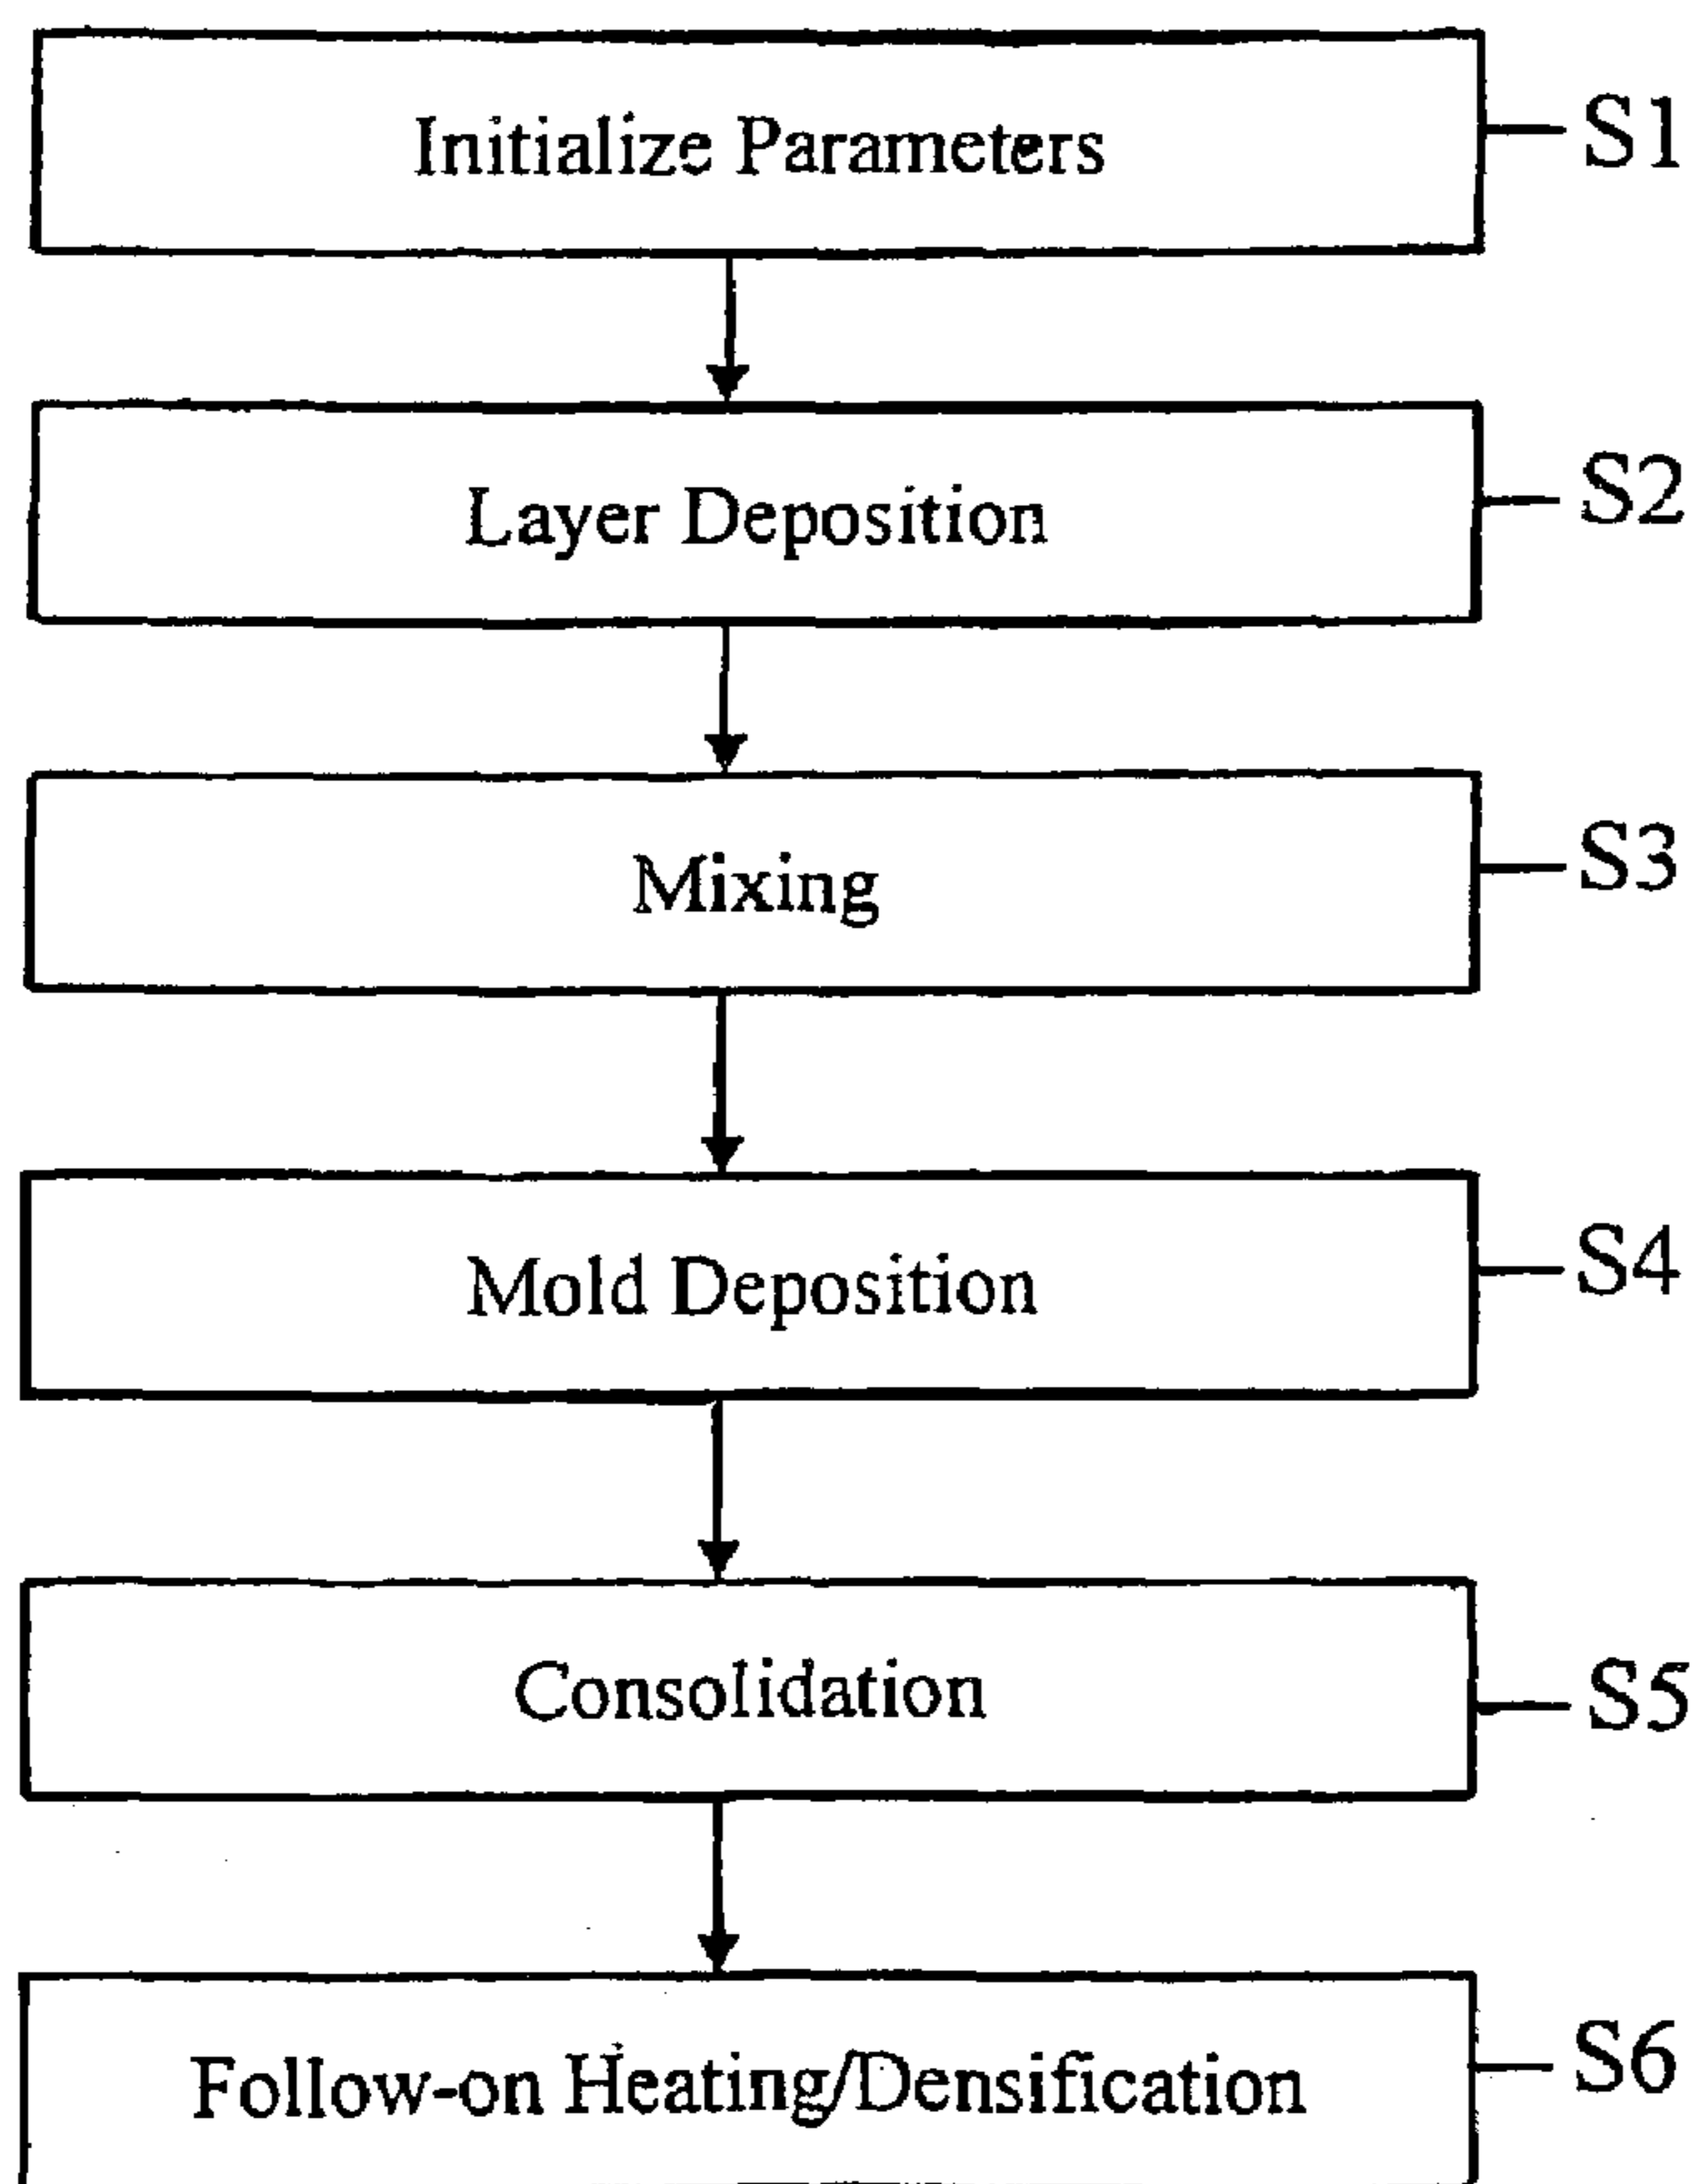 Initialize Parameters S1
Layer Deposition S2
Mixing S3
Mold Deposition S4
Consolidation S5
Follow-on Heating/Densification S6